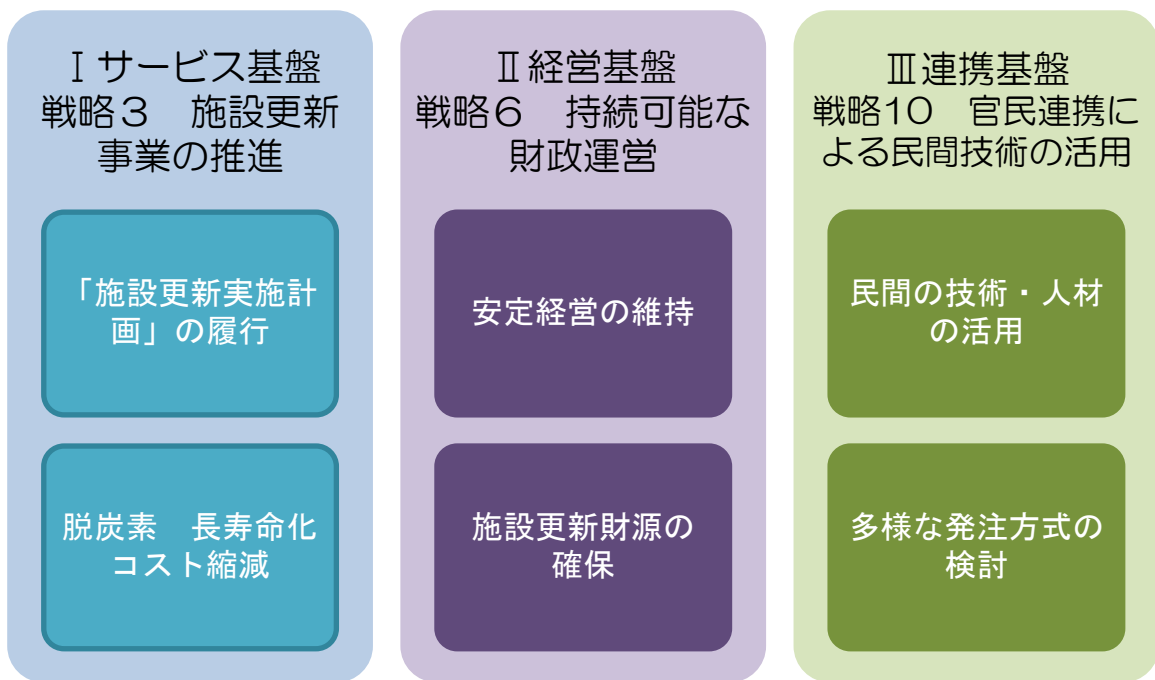 Ⅰサービス基盤
戦略３　施設更新
事業の推進
「施設更新実施計
画」の履行
脱炭素　長寿命化
コスト縮減
Ⅱ経営基盤
戦略６　持続可能な
財政運営
安定経営の維持
施設更新財源の
確保
Ⅲ連携基盤
戦略10　官民連携に
よる民間技術の活用
民間の技術・人材
の活用
多様な発注方式の
検討